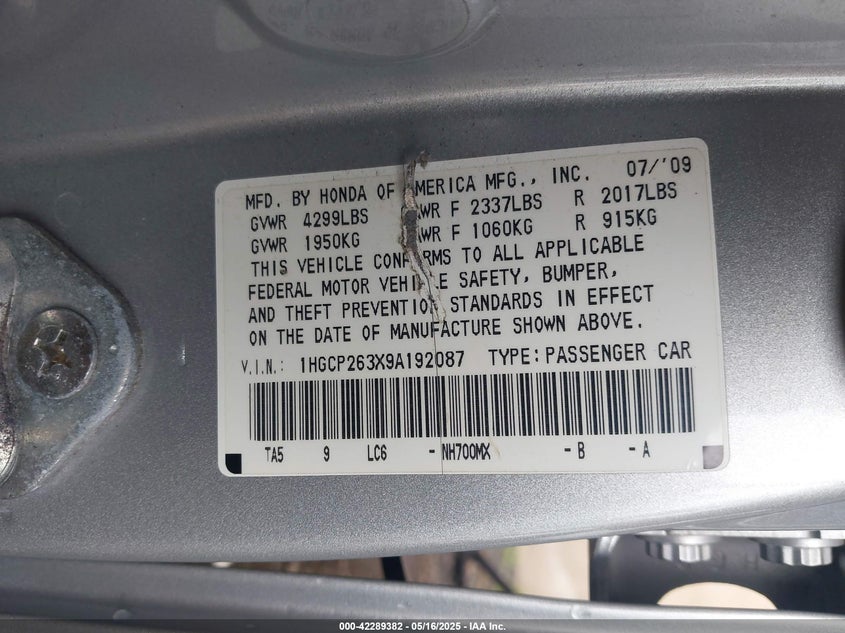 MFD. BY HONDA OF AMERICA MFG., INC. 07/'09
GVWR 4299LBS GAWR F 2337LBS R 2017LBS
GVWR 1950KG GAWR F 1060KG R 915KG
THIS VEHICLE CONFORMS TO ALL APPLICABLE
FEDERAL MOTOR VEHICLE SAFETY, BUMPER,
AND THEFT PREVENTION STANDARDS IN EFFECT
ON THE DATE OF MANUFACTURE SHOWN ABOVE.
V.I.N.: 1HGCP263X9A192087 TYPE: PASSENGER CAR
TA5 9 LC6 - NH700MX - B - A
000-42289382 - 05/16/2025 - IAA Inc.